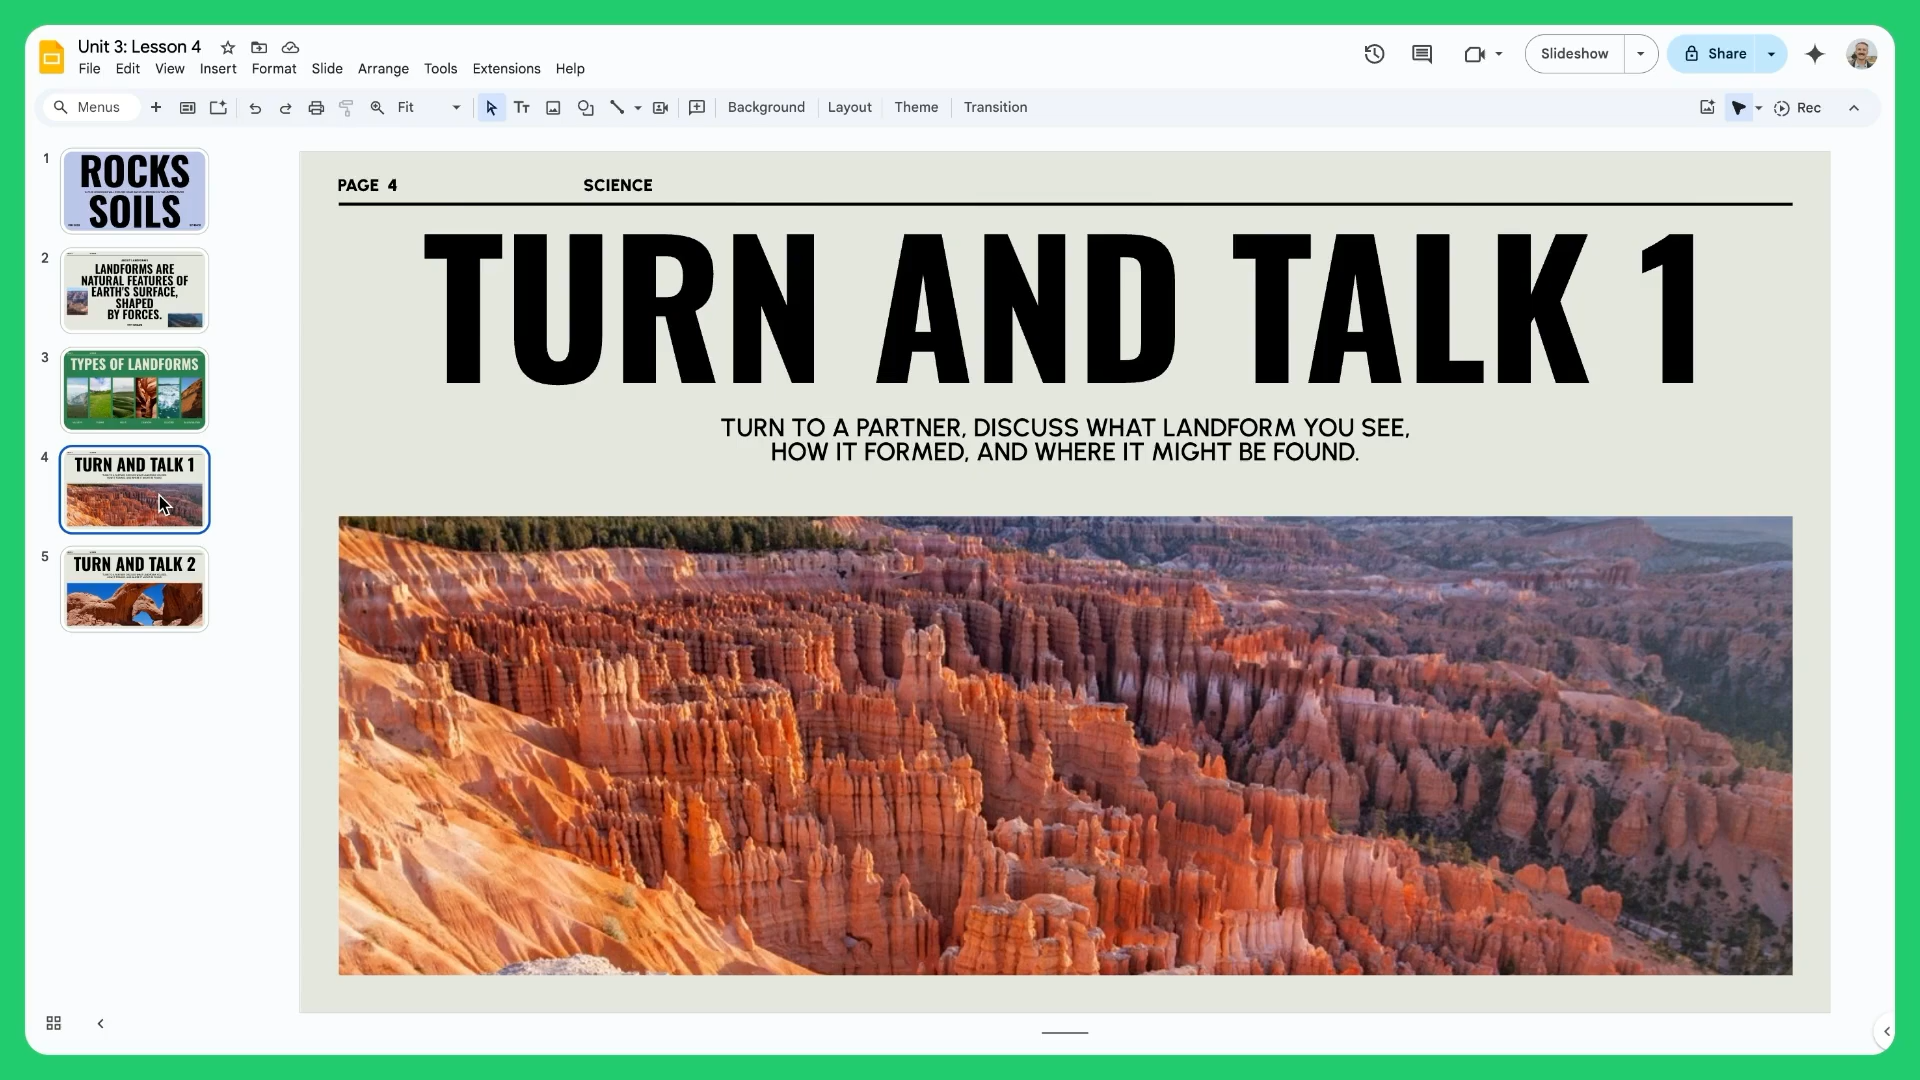 Unit 3: Lesson 4
File Edit View Insert Format Slide Arrange Tools Extensions Help
Slideshow
Share
Menus
Fit
Background
Layout
Theme
Transition
Rec
1
ROCKS
SOILS
2
LANDFORMS ARE
NATURAL FEATURES OF
EARTH'S SURFACE,
SHAPED
BY FORCES.
3
TYPES OF LANDFORMS
4
TURN AND TALK 1
5
TURN AND TALK 2
PAGE 4
SCIENCE
TURN AND TALK 1
TURN TO A PARTNER, DISCUSS WHAT LANDFORM YOU SEE,
HOW IT FORMED, AND WHERE IT MIGHT BE FOUND.